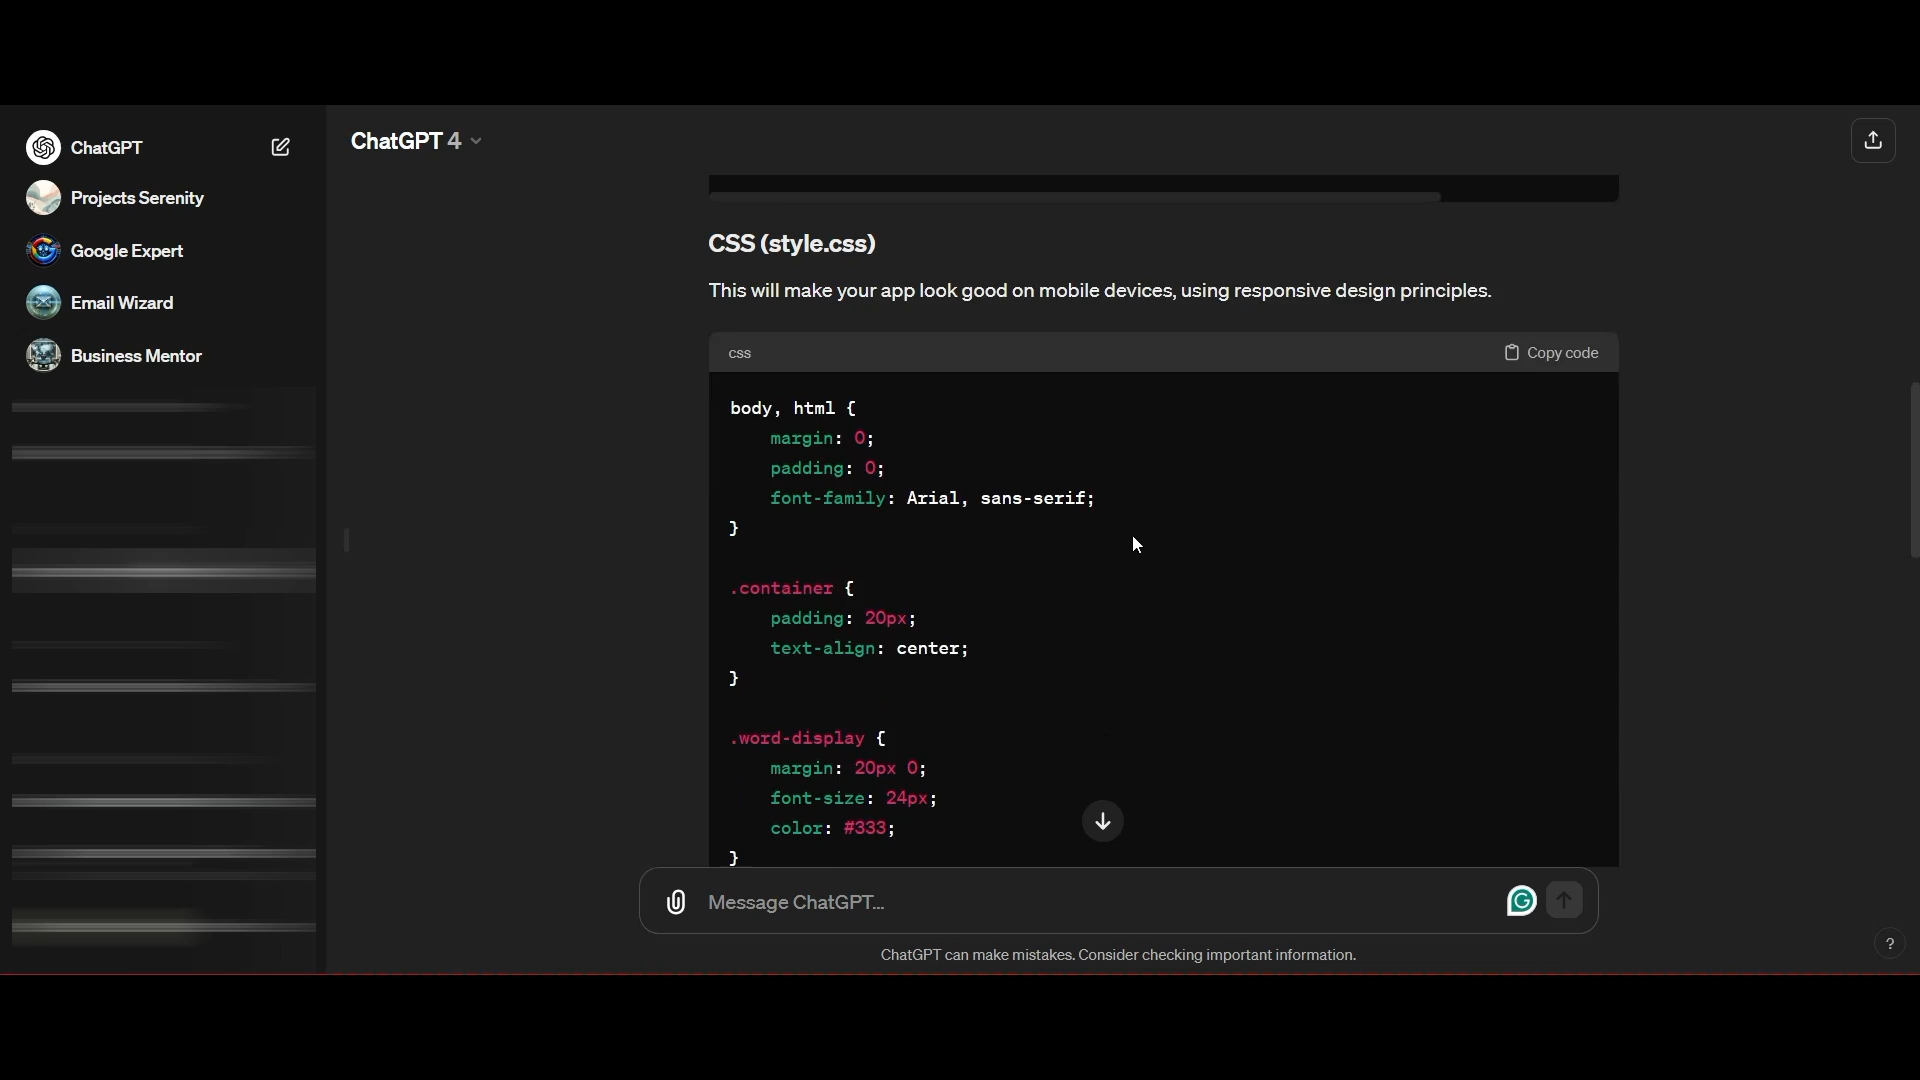 ChatGPT
Projects Serenity
Google Expert
Email Wizard
Business Mentor
ChatGPT 4
CSS (style.css)
This will make your app look good on mobile devices, using responsive design principles.
css
Copy code
body, html {
    margin: 0;
    padding: 0;
    font-family: Arial, sans-serif;
}
.container {
    padding: 20px;
    text-align: center;
}
.word-display {
    margin: 20px 0;
    font-size: 24px;
    color: #333;
}
Message ChatGPT...
ChatGPT can make mistakes. Consider checking important information.
?